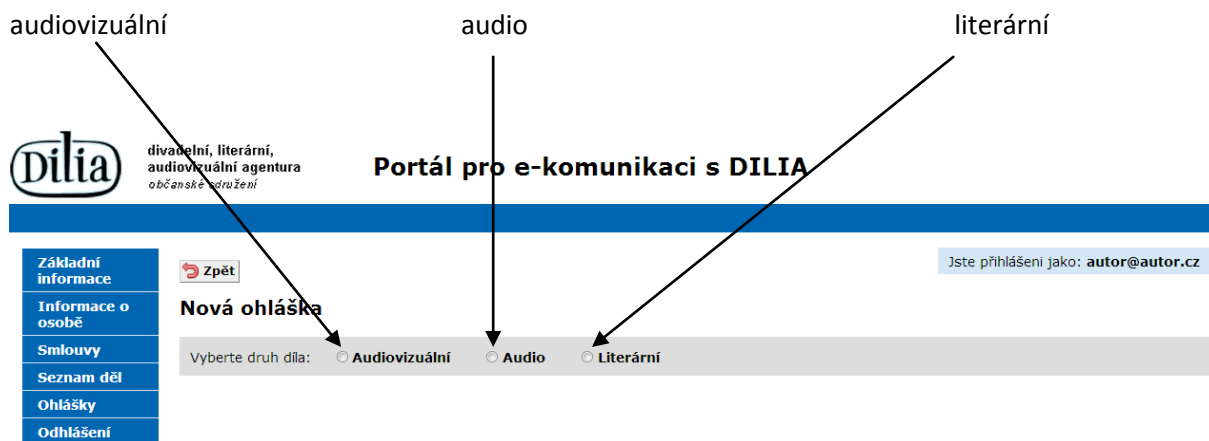 audiovizuální audio literární
Dilia
divadelní, literární,
audiovizuální agentura
občanské sdružení
Portál pro e-komunikaci s DILIA
Základní
informace
Informace o
osobě
Smlouvy
Seznam děl
Ohlášky
Odhlášení
Zpět
Jste přihlášeni jako: autor@autor.cz
Nová ohláška
Vyberte druh díla: Audiovizuální Audio Literární